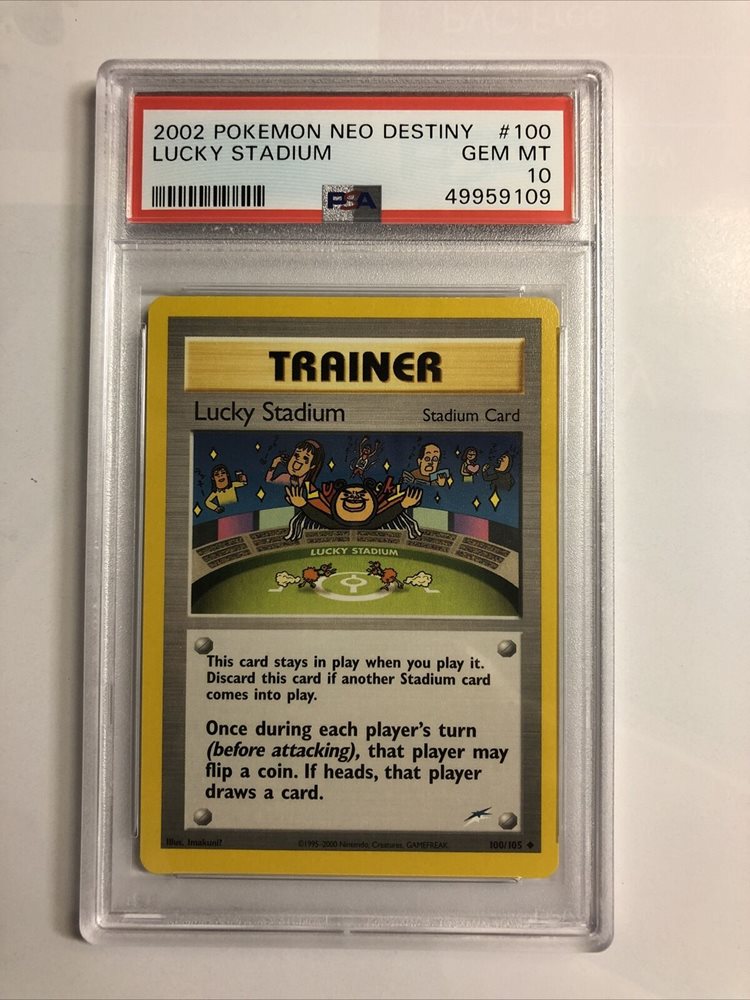 2002 POKEMON NEO DESTINY #100
LUCKY STADIUM GEM MT
10
49959109
PSA
TRAINER
Lucky Stadium Stadium Card
LUCKY STADIUM
This card stays in play when you play it.
Discard this card if another Stadium card
comes into play.
Once during each player's turn
(before attacking), that player may
flip a coin. If heads, that player
draws a card.
Illus. Imakuni?
©1995-2000 Nintendo, Creatures, GAMEFREAK. 100/105